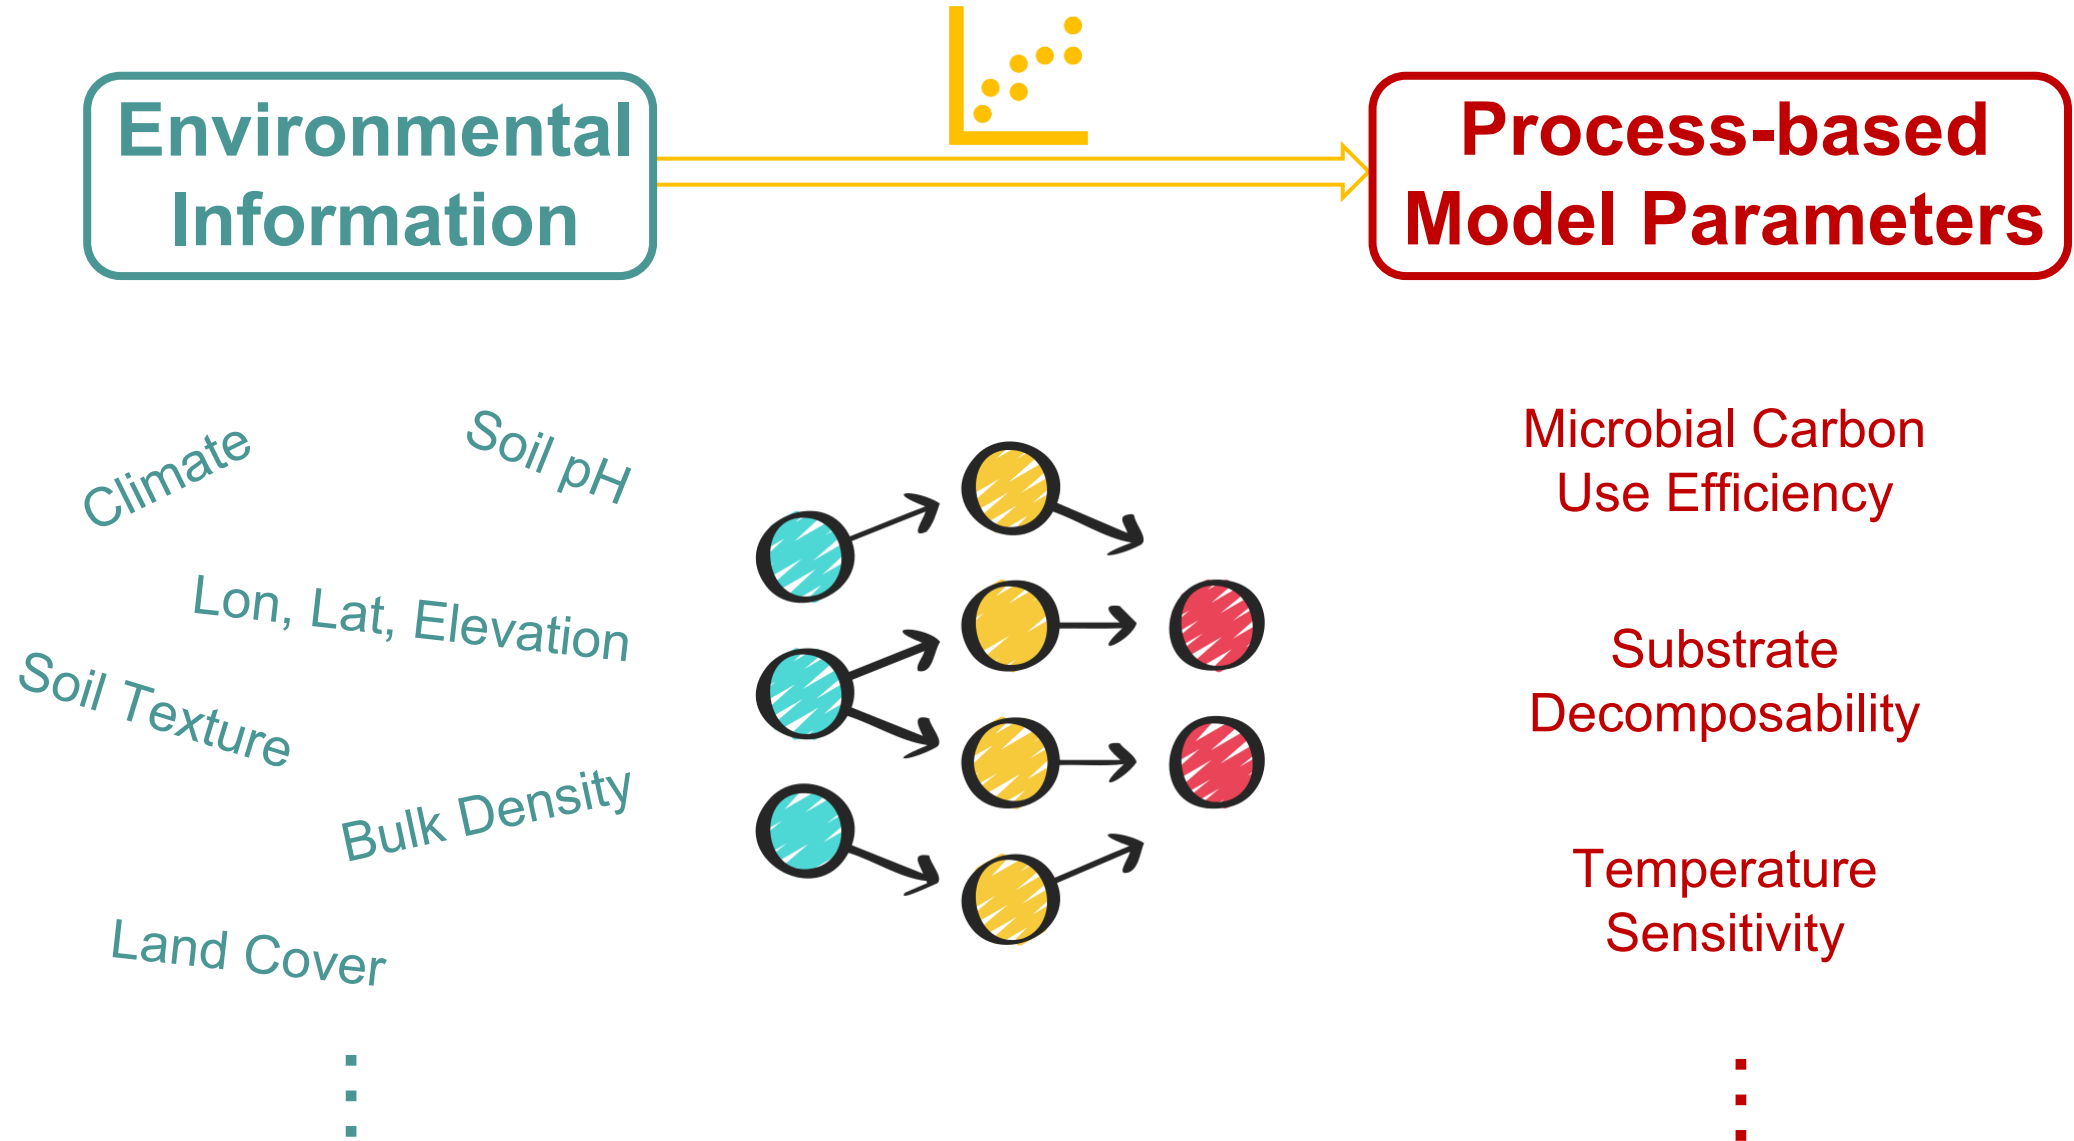 Environmental
Information
Process-based
Model Parameters
Climate
Soil pH
Lon, Lat, Elevation
Soil Texture
Bulk Density
Land Cover
Microbial Carbon
Use Efficiency
Substrate
Decomposability
Temperature
Sensitivity